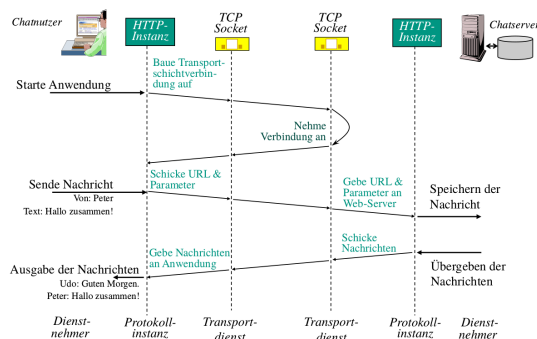 Chatnutzer
HTTP-
Instanz
TCP
Socket
TCP
Socket
HTTP-
Instanz
Chatserver
Baue Transport-
schichtverbin-
dung auf
Starte Anwendung
Nehme
Verbindung an
Schicke URL &
Parameter
Sende Nachricht
Von: Peter
Text: Hallo zusammen!
Gebe URL &
Parameter an
Web-Server
Speichern der
Nachricht
Schicke
Nachrichten
Gebe Nachrichten
an Anwendung
Ausgabe der Nachrichten
Udo: Guten Morgen.
Peter: Hallo zusammen!
Übergeben der
Nachrichten
Dienst-
nehmer
Protokoll-
instanz
Transport-
dienst
Transport-
dienst
Protokoll-
instanz
Dienst-
nehmer